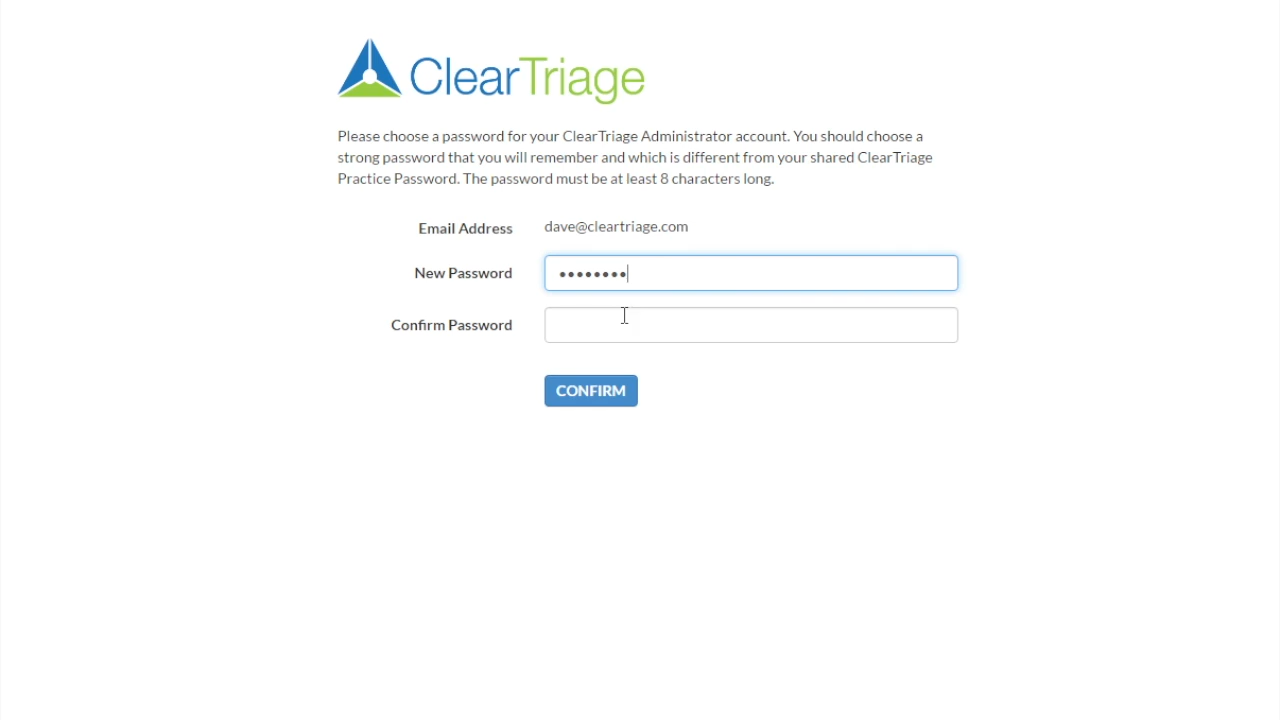 ClearTriage
Please choose a password for your ClearTriage Administrator account. You should choose a
strong password that you will remember and which is different from your shared ClearTriage
Practice Password. The password must be at least 8 characters long.
Email Address dave@cleartriage.com
New Password ••••••••
Confirm Password
CONFIRM